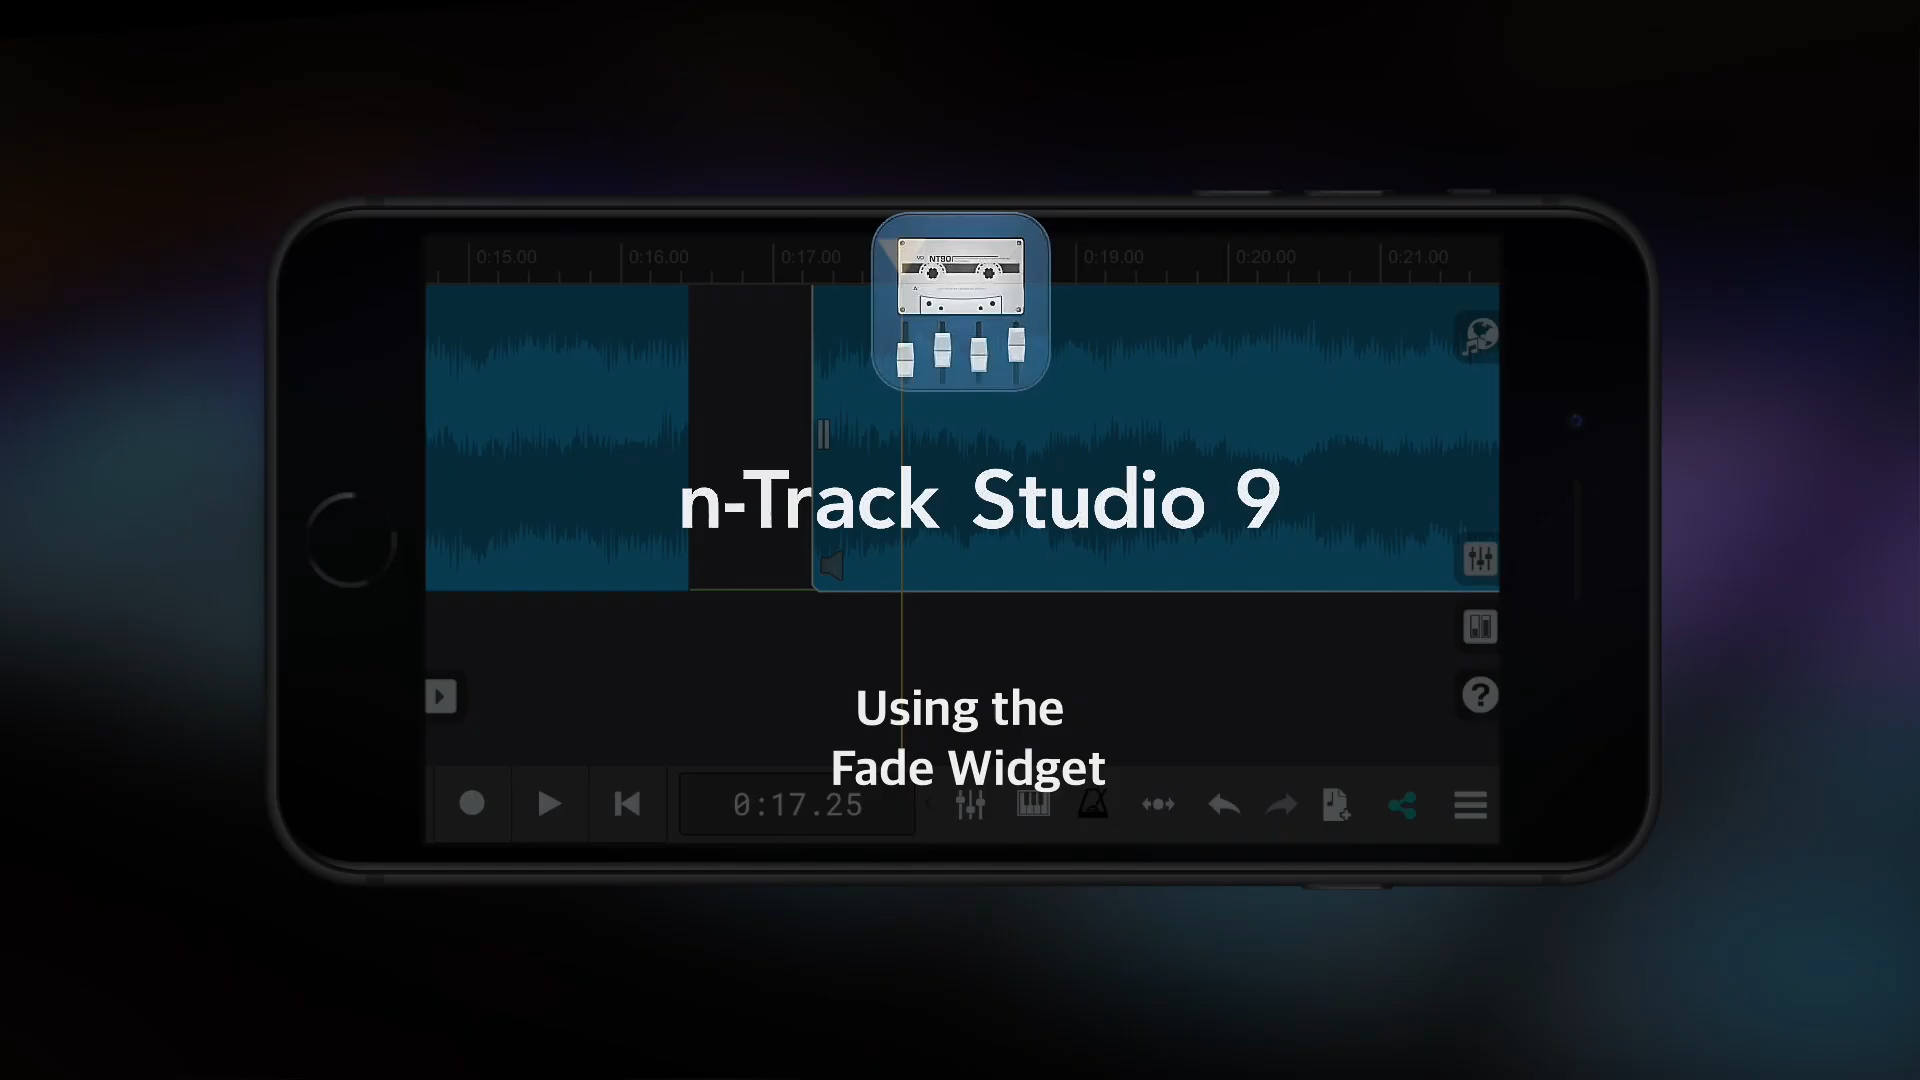 0:15.00 0:16.00 0:17.00 0:19.00 0:20.00 0:21.00
n-Track Studio 9
Using the
Fade Widget
0:17.25